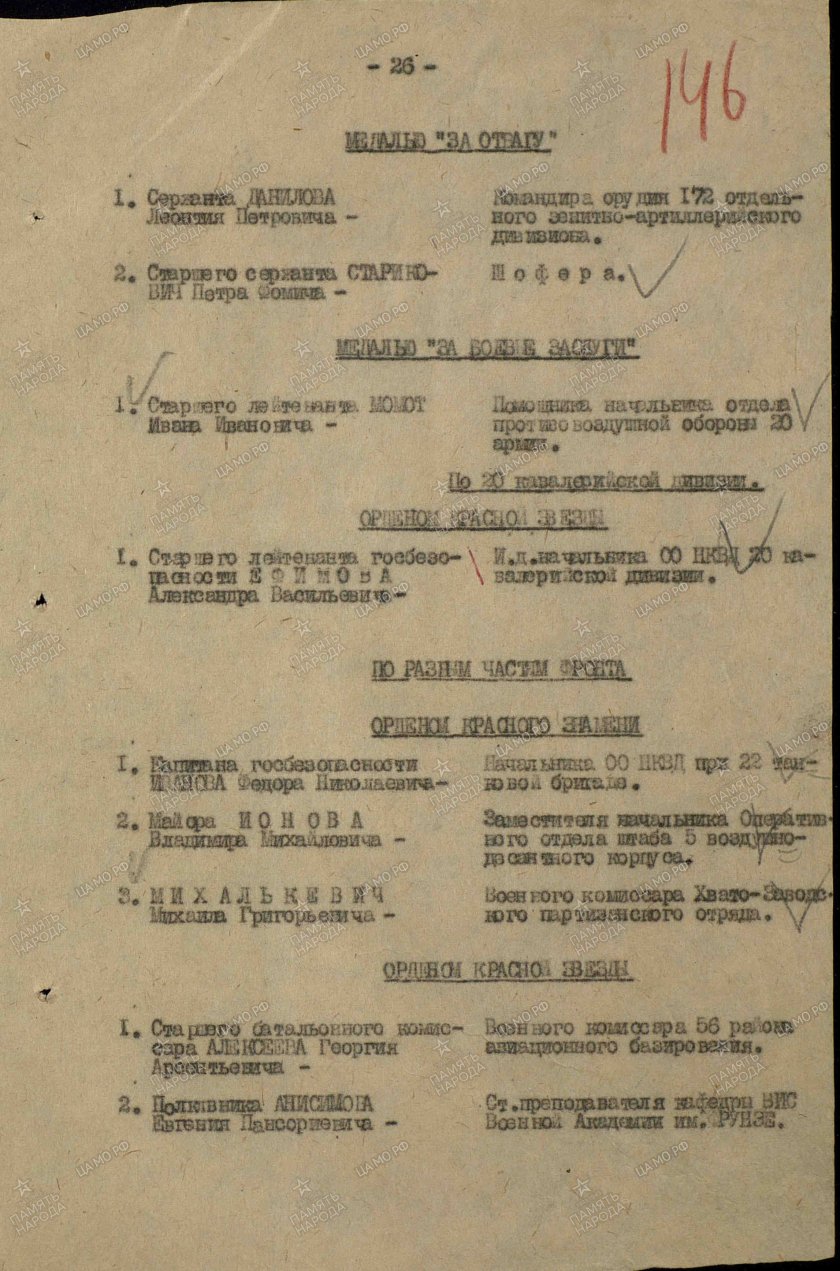 - 26 -
146
МЕДАЛЬЮ "ЗА ОТВАГУ"
1. Сержанта ДАНИЛОВА
Леонтия Петровича -
Командира орудия 172 отдель-
ного зенитно-артиллерийского
дивизиона.
2. Старшего сержанта СТАРИКО-
ВИЧ Петра Фомича -
Ш о ф е р а.
МЕДАЛЬЮ "ЗА БОЕВЫЕ ЗАСЛУГИ"
1. Старшего лейтенанта МОМОТ
Ивана Ивановича -
Помощника начальника отдела
противовоздушной обороны 20
армии.
По 20 кавалерийской дивизии.
ОРДЕНОМ КРАСНОЙ ЗВЕЗДЫ
1. Старшего лейтенанта госбезо-
пасности Е Ф И М О В А
Александра Васильевича -
И.д.начальника ОО НКВД 20 ка-
валерийской дивизии.
ПО РАЗНЫМ ЧАСТЯМ ФРОНТА
ОРДЕНОМ КРАСНОГО ЗНАМЕНИ
1. Капитана госбезопасности
ИВАНОВА Федора Николаевича-
Начальника ОО НКВД при 22 тан-
ковой бригаде.
2. Майора И О Н О В А
Владимира Михайловича -
Заместителя начальника Оператив-
ного отдела штаба 5 воздушно-
десантного корпуса.
3. М И Х А Л Ь К Е В И Ч
Михаила Григорьевича -
Военного комиссара Хвато-Заводс-
кого партизанского отряда.
ОРДЕНОМ КРАСНОЙ ЗВЕЗДЫ
1. Старшего батальонного комис-
сара АЛЕКСЕЕВА Георгия
Арсентьевича -
Военного комиссара 56 района
авиационного базирования.
2. Полковника АНИСИМОВА
Евгения -
Ст.преподавателя кафедры ВИС
Военной Академии им. ФРУНЗЕ.